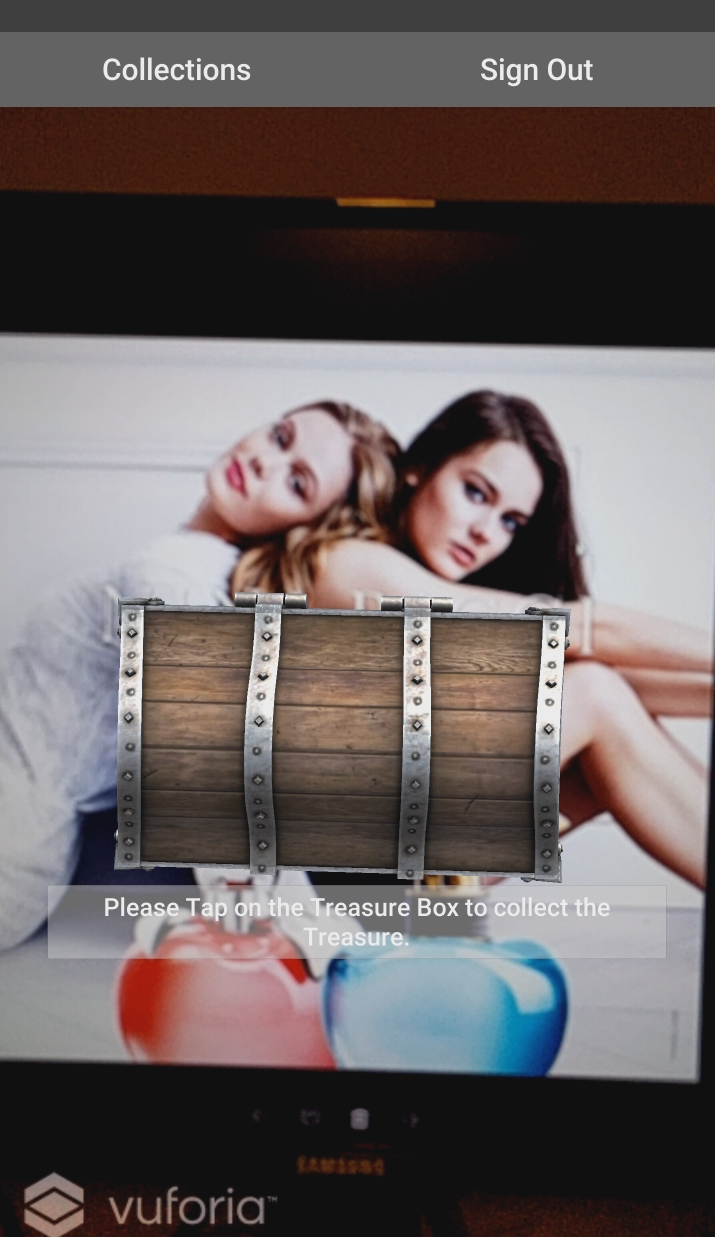 Collections
Sign Out
Please Tap on the Treasure Box to collect the
Treasure.
SAMSUNG
vuforia™